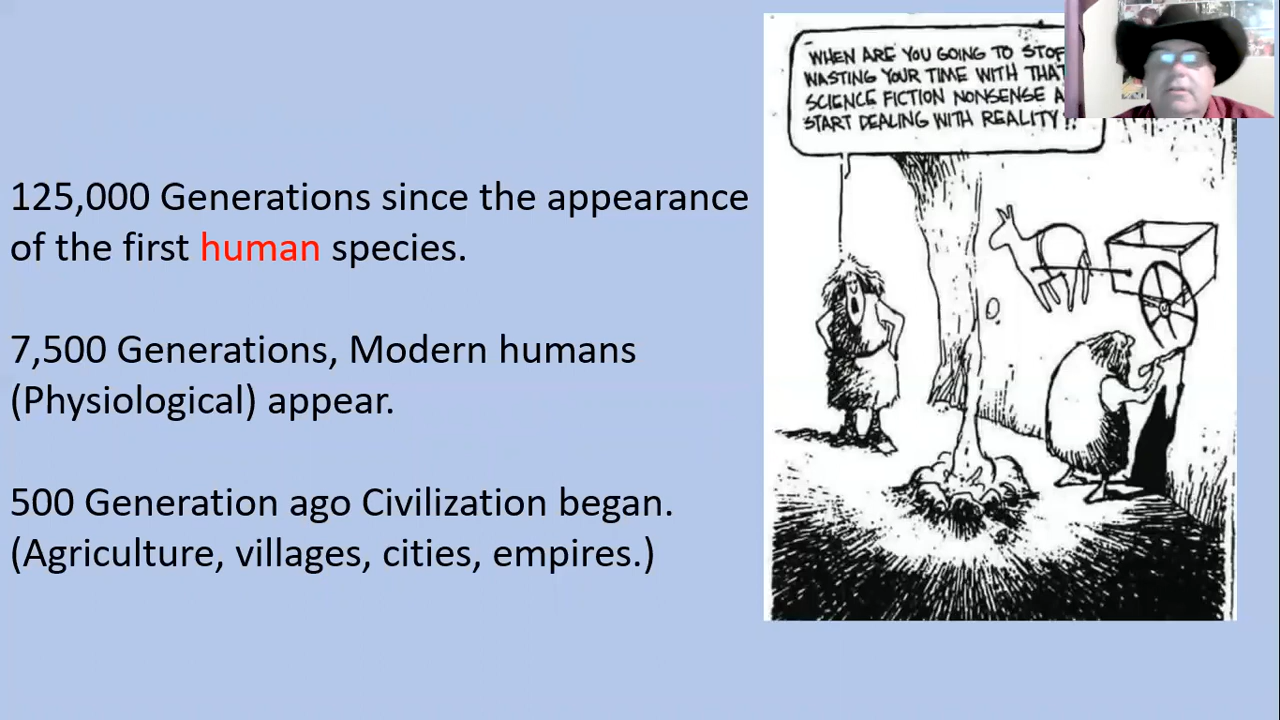 125,000 Generations since the appearance
of the first human species.
7,500 Generations, Modern humans
(Physiological) appear.
500 Generation ago Civilization began.
(Agriculture, villages, cities, empires.)
WHEN ARE YOU GOING TO STOP
WASTING YOUR TIME WITH THAT
SCIENCE FICTION NONSENSE
START DEALING WITH REALITY